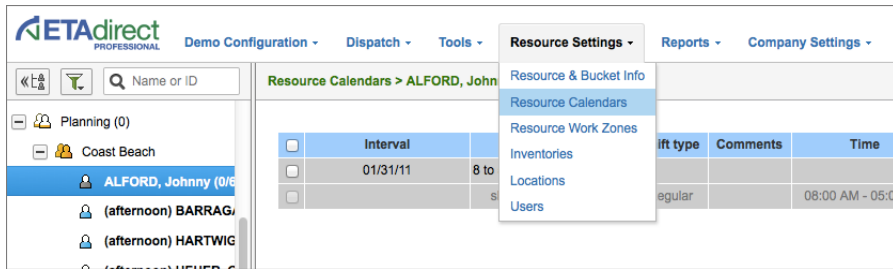 ETAdirect
PROFESSIONAL
Demo Configuration Dispatch Tools Resource Settings Reports Company Settings
Name or ID
Resource Calendars > ALFORD, John
Resource & Bucket Info
Resource Calendars
Resource Work Zones
Inventories
Locations
Users
Planning (0)
Coast Beach
ALFORD, Johnny (0/6
(afternoon) BARRAGA
(afternoon) HARTWIG
Interval ift type Comments Time
01/31/11 8 to
egular 08:00 AM - 05:0